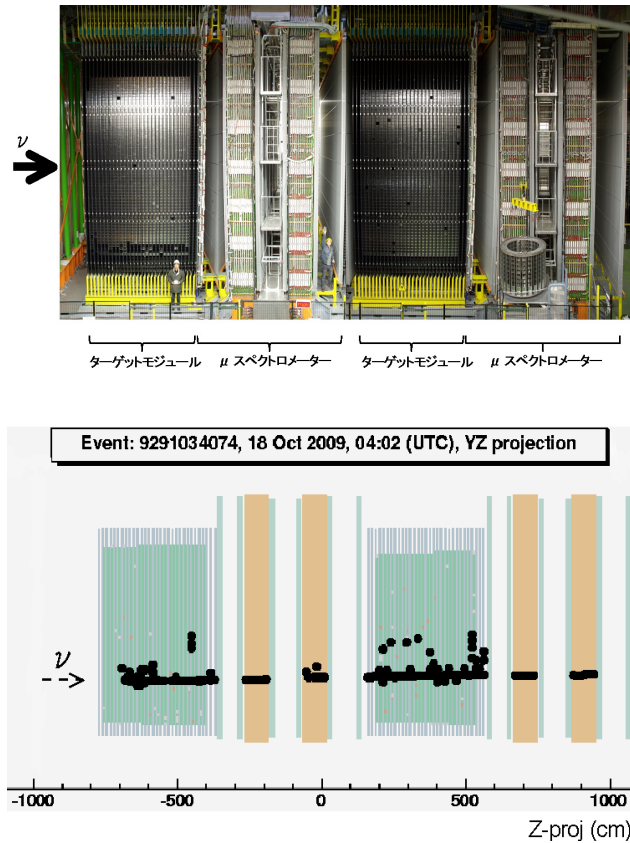 ν
ターゲットモジュール
μ スペクトロメーター
ターゲットモジュール
μ スペクトロメーター
Event: 9291034074, 18 Oct 2009, 04:02 (UTC), YZ projection
ν
-1000
-500
0
500
1000
Z-proj (cm)